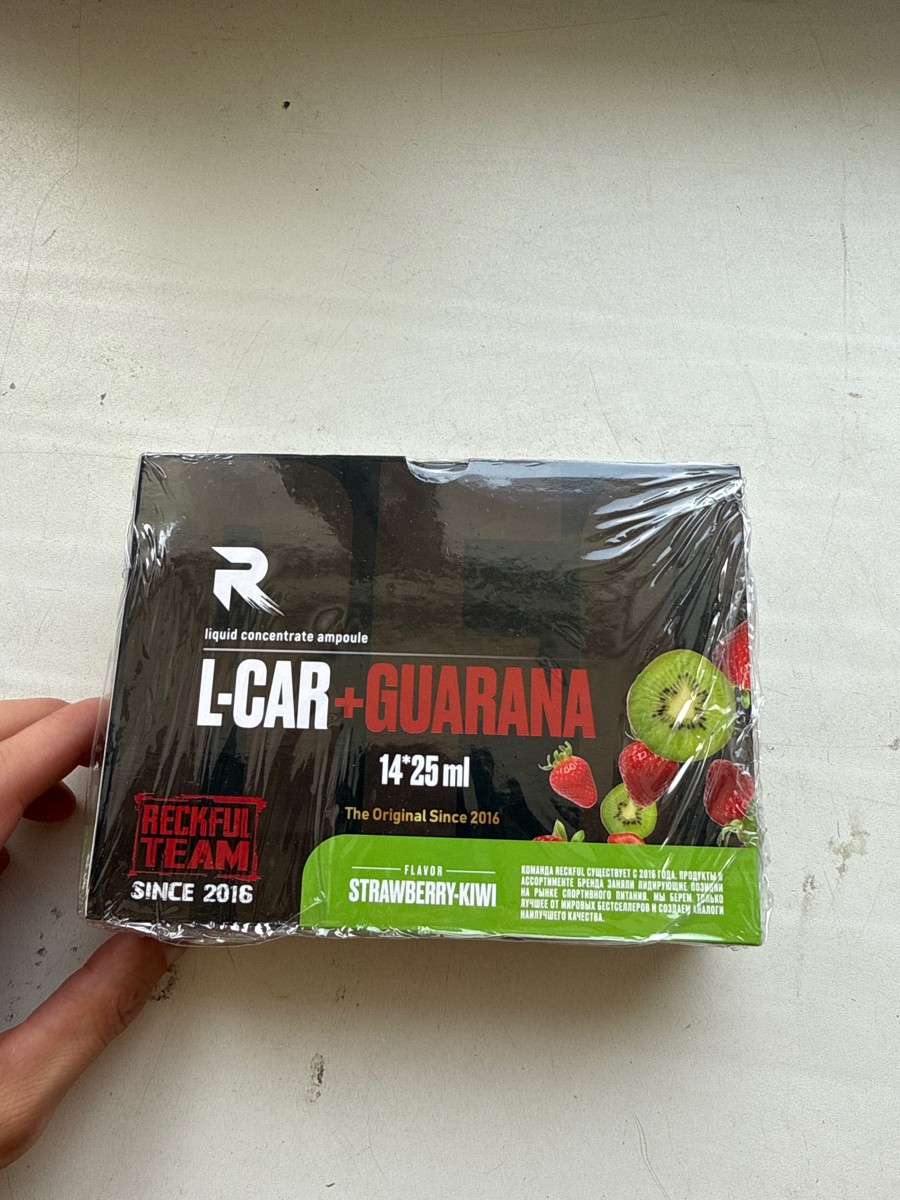 R
liquid concentrate ampoule
L-CAR+GUARANA
14*25 ml
The Original Since 2016
RECKFUL
TEAM
SINCE 2016
FLAVOR
STRAWBERRY-KIWI
КОМАНДА RECKFUL СУЩЕСТВУЕТ С 2016 ГОДА. ПРОДУКТЫ В
АССОРТИМЕНТЕ БРЕНДА ЗАНЯЛИ ЛИДИРУЮЩИЕ ПОЗИЦИИ
НА РЫНКЕ СПОРТИВНОГО ПИТАНИЯ. МЫ БЕРЕМ ТОЛЬКО
ЛУЧШЕЕ ОТ МИРОВЫХ БЕСТСЕЛЛЕРОВ И СОЗДАЕМ АНАЛОГИ
НАИЛУЧШЕГО КАЧЕСТВА.